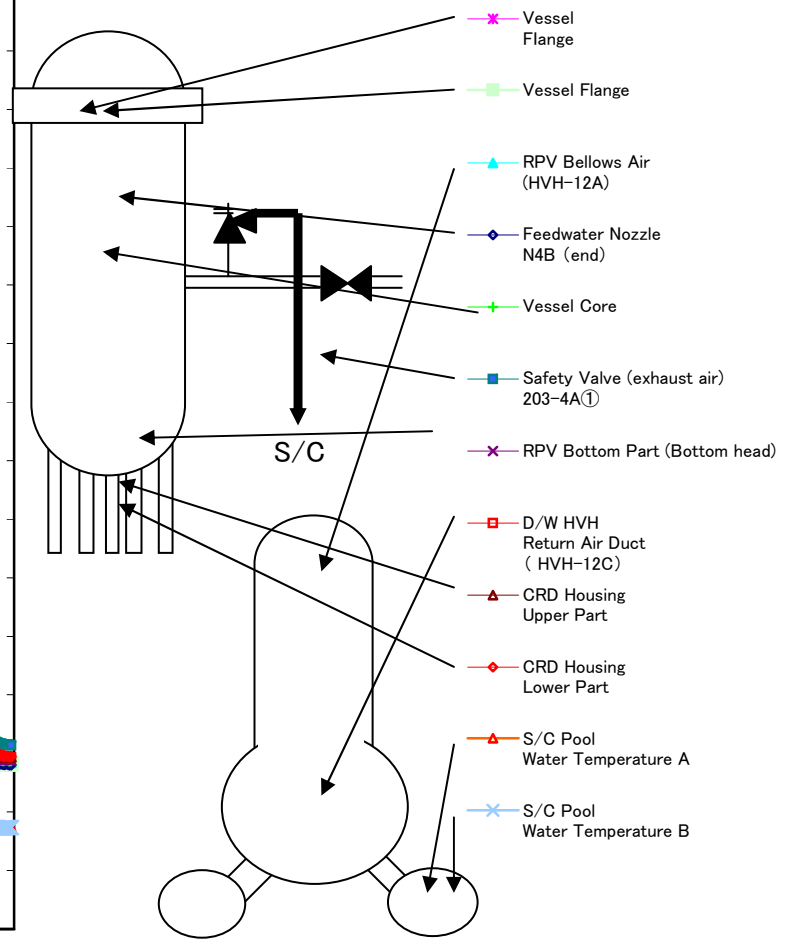 Vessel
Flange
Vessel Flange
RPV Bellows Air
(HVH-12A)
Feedwater Nozzle
N4B (end)
Vessel Core
Safety Valve (exhaust air)
203-4A①
S/C
RPV Bottom Part (Bottom head)
D/W HVH
Return Air Duct
( HVH-12C)
CRD Housing
Upper Part
CRD Housing
Lower Part
S/C Pool
Water Temperature A
S/C Pool
Water Temperature B